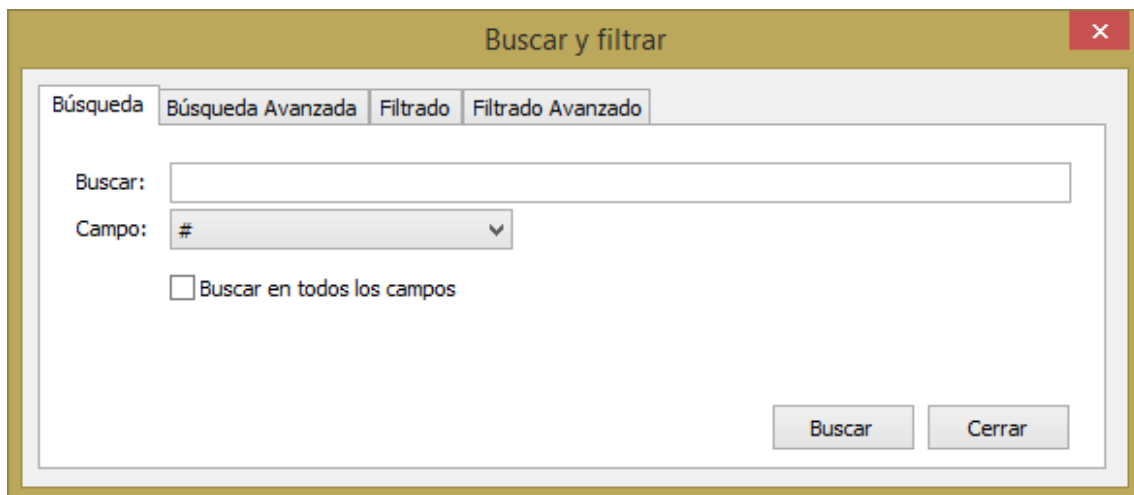 Buscar y filtrar
Búsqueda Búsqueda Avanzada Filtrado Filtrado Avanzado
Buscar:
Campo: #
Buscar en todos los campos
Buscar Cerrar